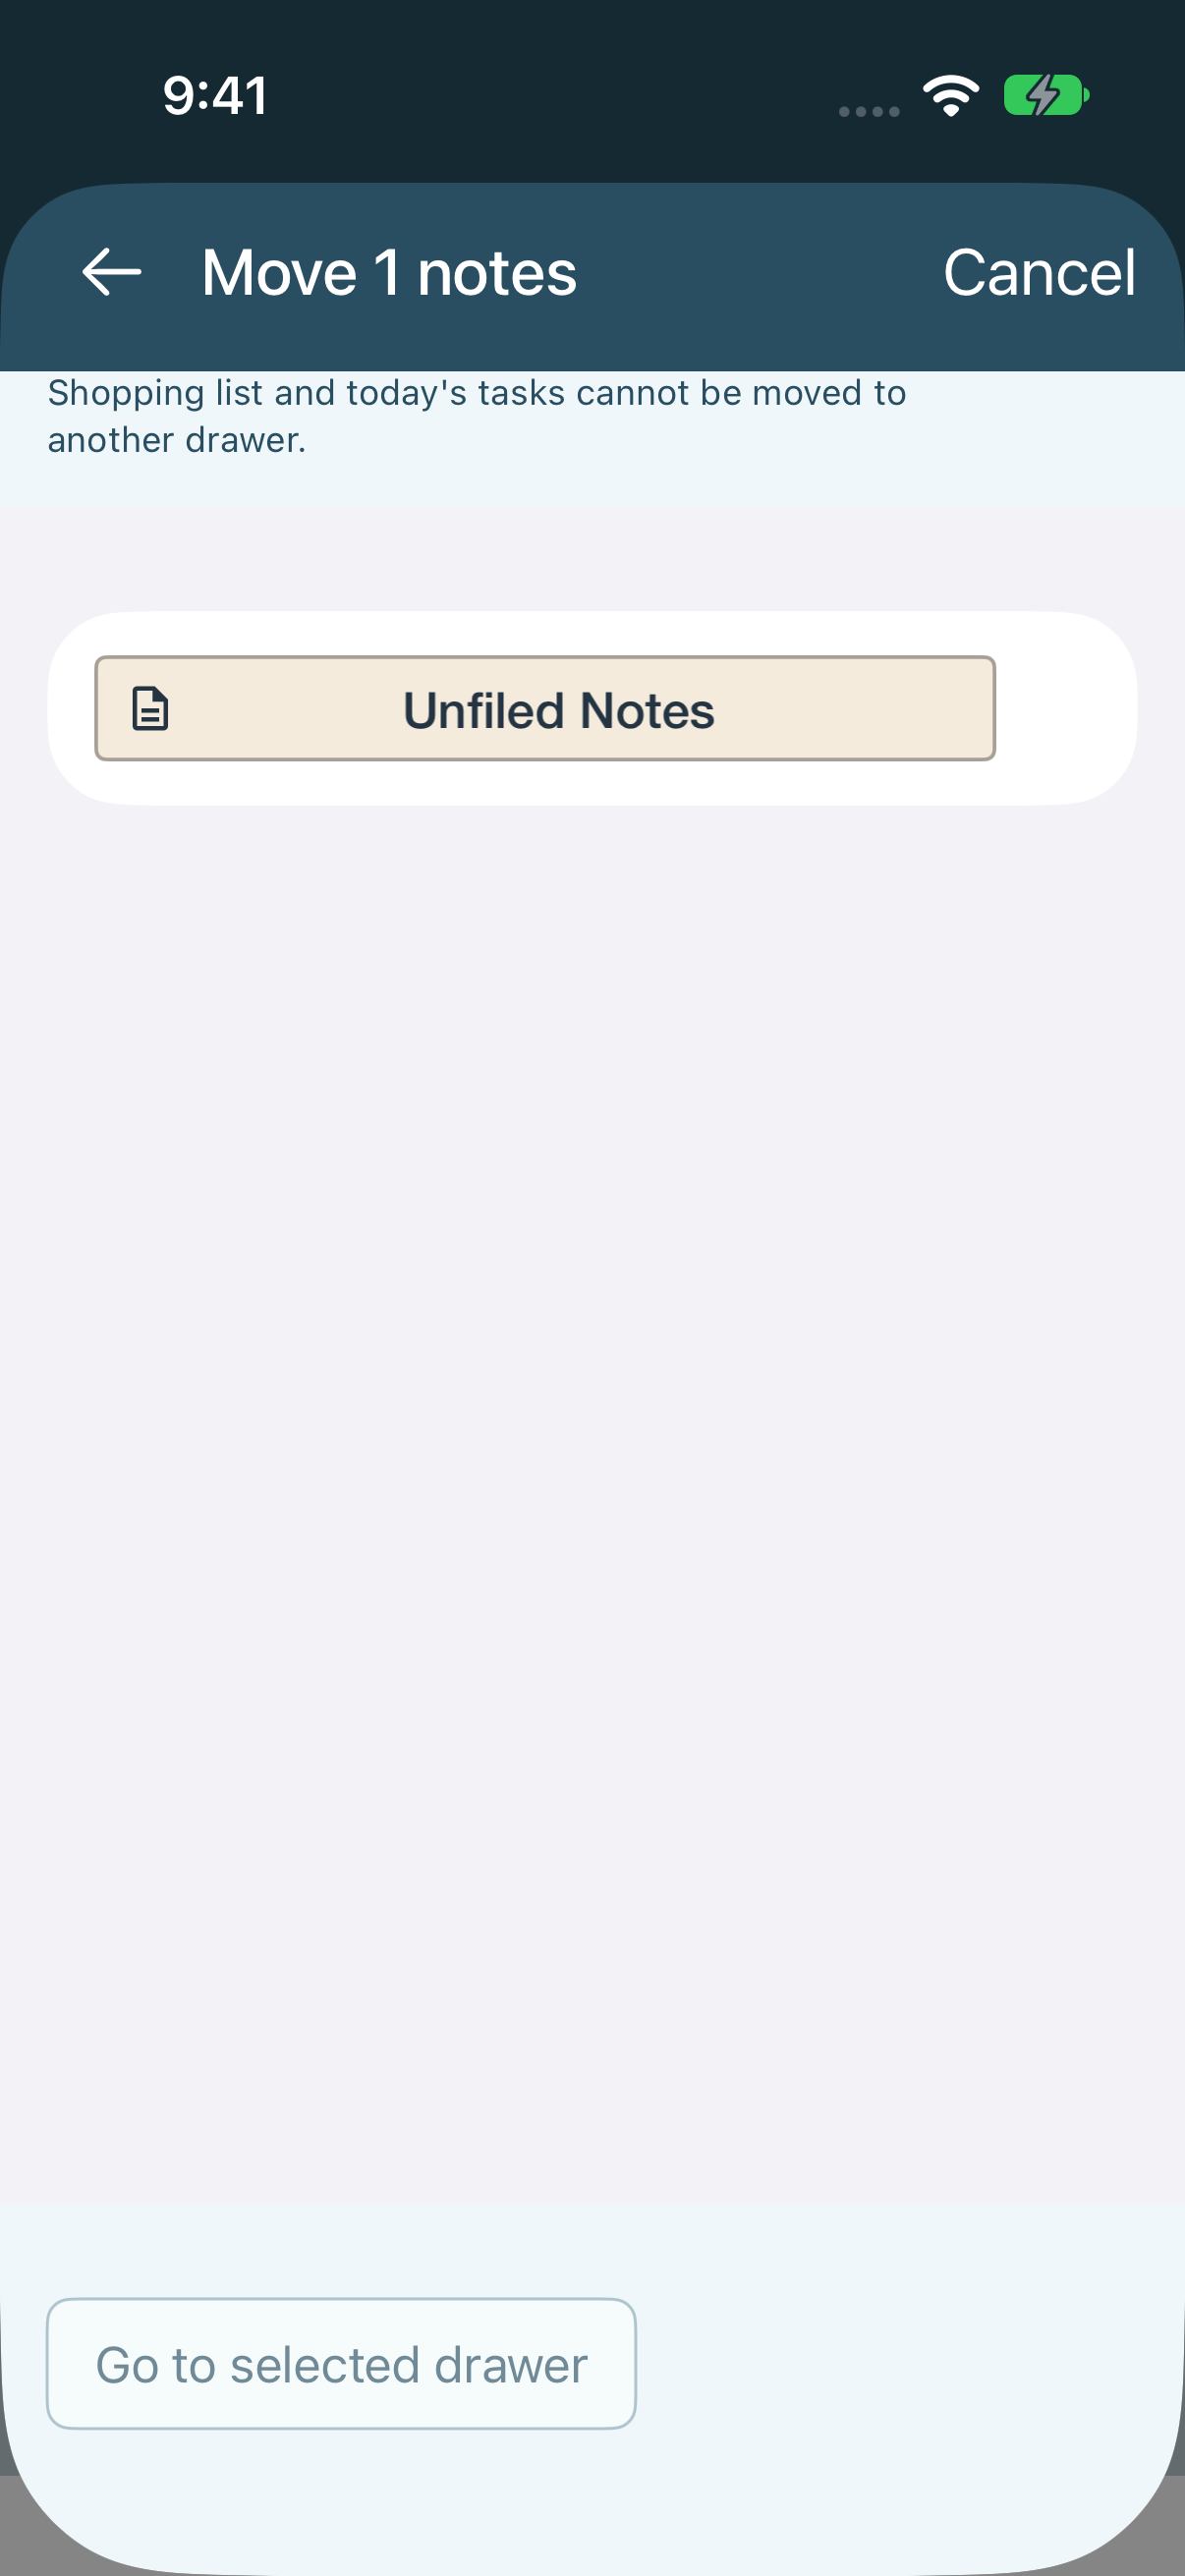 9:41
Move 1 notes
Cancel
Shopping list and today's tasks cannot be moved to
another drawer.
Unfiled Notes
Go to selected drawer